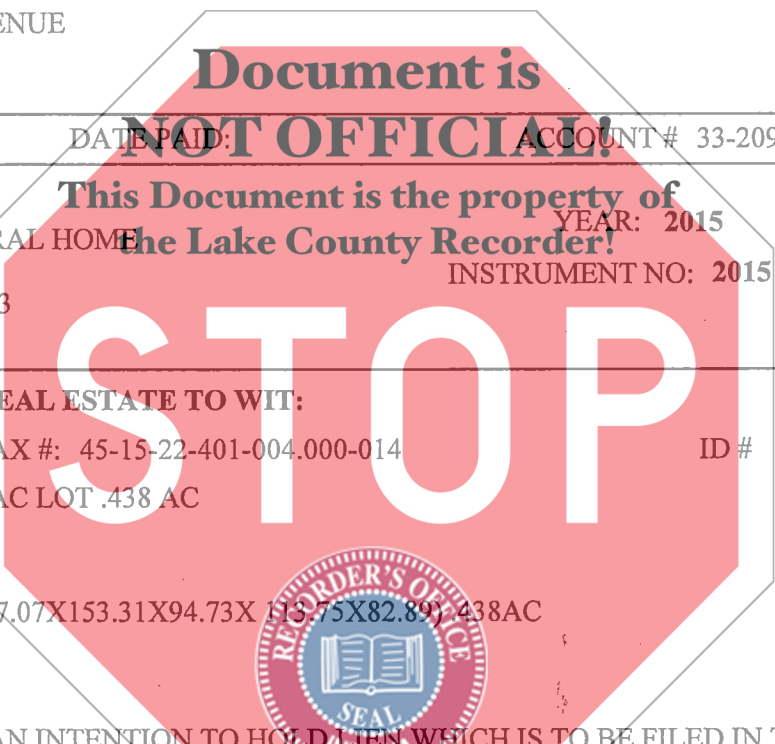 ENUE
Document is
NOT OFFICIAL!
DATE PAID: ACCOUNT # 33-209
This Document is the property of
YEAR: 2015
RAL HOME
the Lake County Recorder!
INSTRUMENT NO: 2015
3
STOP
EAL ESTATE TO WIT:
AX #: 45-15-22-401-004.000-014 ID #
AC LOT .438 AC
7.07X153.31X94.73X 113.75X82.89) .438AC
RECORDER'S OFFICE
SEAL
AN INTENTION TO HOLD LIEN WHICH IS TO BE FILED IN